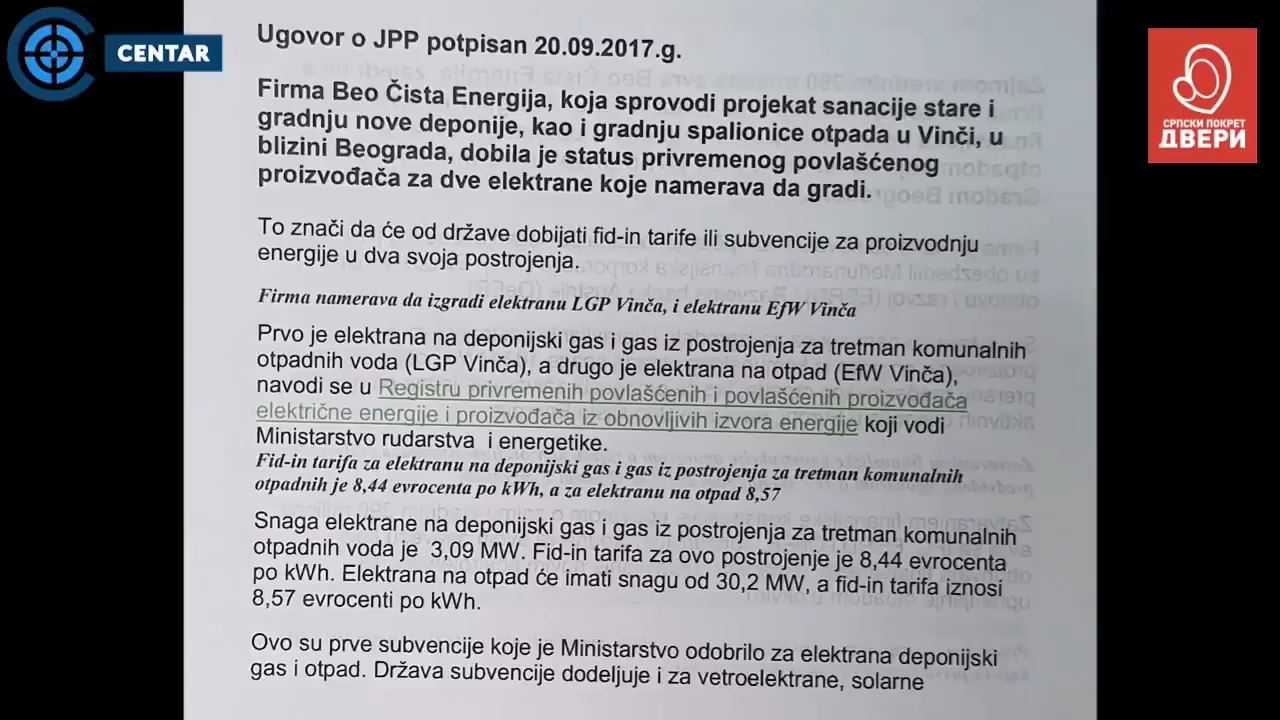 CENTAR
СРПСКИ ПОКРЕТ
ДВЕРИ
Ugovor o JPP potpisan 20.09.2017.g.
Firma Beo Čista Energija, koja sprovodi projekat sanacije stare i
gradnju nove deponije, kao i gradnju spalionice otpada u Vinči, u
blizini Beograda, dobila je status privremenog povlašćenog
proizvođača za dve elektrane koje namerava da gradi.
To znači da će od države dobijati fid-in tarife ili subvencije za proizvodnju
energije u dva svoja postrojenja.
Firma namerava da izgradi elektranu LGP Vinča, i elektranu EfW Vinča
Prvo je elektrana na deponijski gas i gas iz postrojenja za tretman komunalnih
otpadnih voda (LGP Vinča), a drugo je elektrana na otpad (EfW Vinča),
navodi se u Registru privremenih povlašćenih i povlašćenih proizvođača
električne energije i proizvođača iz obnovljivih izvora energije koji vodi
Ministarstvo rudarstva i energetike.
Fid-in tarifa za elektranu na deponijski gas i gas iz postrojenja za tretman komunalnih
otpadnih je 8,44 evrocenta po kWh, a za elektranu na otpad 8,57
Snaga elektrane na deponijski gas i gas iz postrojenja za tretman komunalnih
otpadnih voda je 3,09 MW. Fid-in tarifa za ovo postrojenje je 8,44 evrocenta
po kWh. Elektrana na otpad će imati snagu od 30,2 MW, a fid-in tarifa iznosi
8,57 evrocenti po kWh.
Ovo su prve subvencije koje je Ministarstvo odobrilo za elektrana deponijski
gas i otpad. Država subvencije dodeljuje i za vetroelektrane, solarne